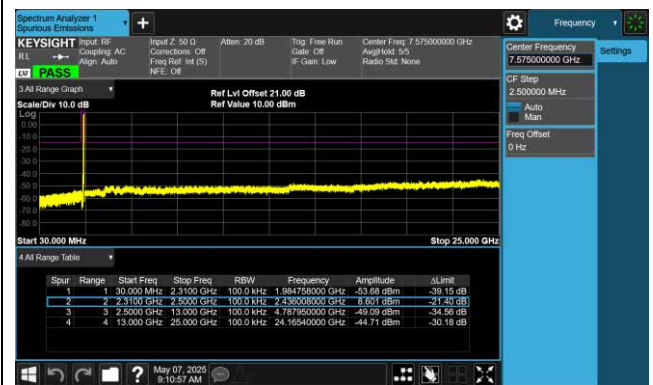 Spectrum Analyzer 1
Spurious Emissions
+
Frequency
KEYSIGHT Input: RF Input Z: 50 Ω Atten: 20 dB Trig: Free Run Center Freq: 7.575000000 GHz
RL Coupling: AC Corrections: Off Gate: Off Avg|Hold: 5/5
Align: Auto Freq Ref: Int (S) IF Gain: Low Radio Std: None
LXI PASS NFE: Off
Center Frequency
7.575000000 GHz
Settings
CF Step
2.500000 MHz
Auto
Man
Freq Offset
0 Hz
3 All Range Graph
Ref Lvl Offset 21.00 dB
Scale/Div 10.0 dB Ref Value 10.00 dBm
Log
0.00
-10.0
-20.0
-30.0
-40.0
-50.0
-60.0
-70.0
-80.0
Start 30.000 MHz Stop 25.000 GHz
4 All Range Table
Spur Range Start Freq Stop Freq RBW Frequency Amplitude ΔLimit
1 1 30.000 MHz 2.3100 GHz 100.0 kHz 1.984758000 GHz -53.68 dBm -39.15 dB
2 2 2.3100 GHz 2.5000 GHz 100.0 kHz 2.436008000 GHz 8.601 dBm -21.40 dB
3 3 2.5000 GHz 13.000 GHz 100.0 kHz 4.787950000 GHz -49.09 dBm -34.56 dB
4 4 13.000 GHz 25.000 GHz 100.0 kHz 24.16540000 GHz -44.71 dBm -30.18 dB
? May 07, 2025
9:10:57 AM